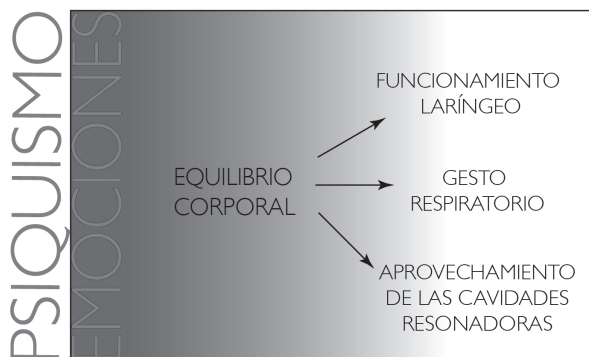 PSIQUISMO
EMOCIONES
EQUILIBRIO
CORPORAL
FUNCIONAMIENTO
LARÍNGEO
GESTO
RESPIRATORIO
APROVECHAMIENTO
DE LAS CAVIDADES
RESONADORAS